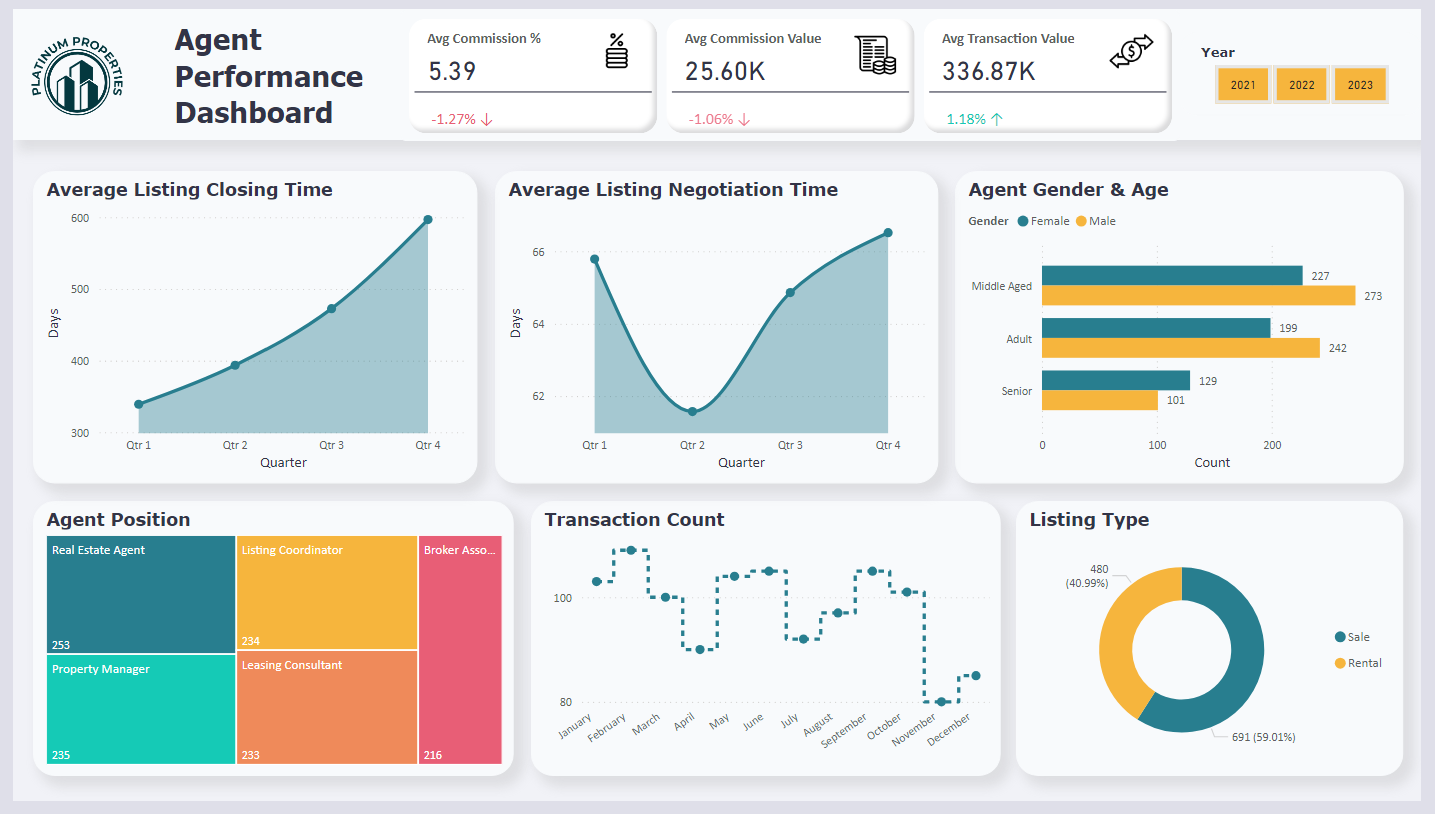 PLATINUM PROPERTIES
Agent
Performance
Dashboard
Avg Commission %
5.39
-1.27% ↓
Avg Commission Value
25.60K
-1.06% ↓
Avg Transaction Value
336.87K
1.18% ↑
Year
2021
2022
2023
Average Listing Closing Time
600
500
400
300
Days
Qtr 1
Qtr 2
Qtr 3
Qtr 4
Quarter
Average Listing Negotiation Time
66
64
62
Days
Qtr 1
Qtr 2
Qtr 3
Qtr 4
Quarter
Agent Gender & Age
Gender Female Male
Middle Aged
227
273
Adult
199
242
Senior
129
101
0
100
200
Count
Agent Position
Real Estate Agent
253
Property Manager
235
Listing Coordinator
234
Leasing Consultant
233
Broker Asso...
216
Transaction Count
100
80
January
February
March
April
May
June
July
August
September
October
November
December
Listing Type
480
(40.99%)
691 (59.01%)
Sale
Rental